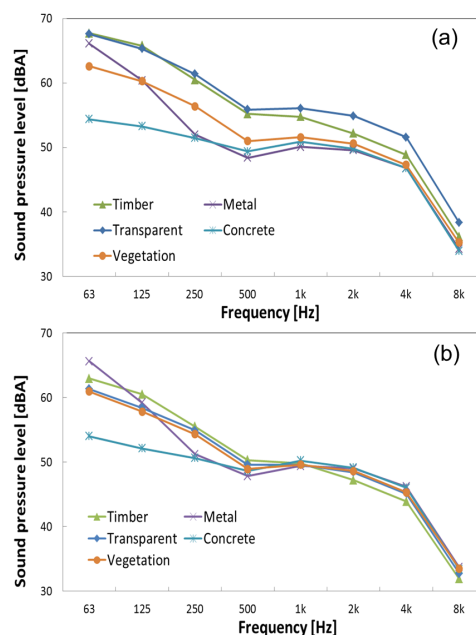 (a)
Sound pressure level [dBA]
70
60
50
40
30
Timber
Metal
Transparent
Concrete
Vegetation
63 125 250 500 1k 2k 4k 8k
Frequency [Hz]
(b)
Sound pressure level [dBA]
70
60
50
40
30
Timber
Metal
Transparent
Concrete
Vegetation
63 125 250 500 1k 2k 4k 8k
Frequency [Hz]